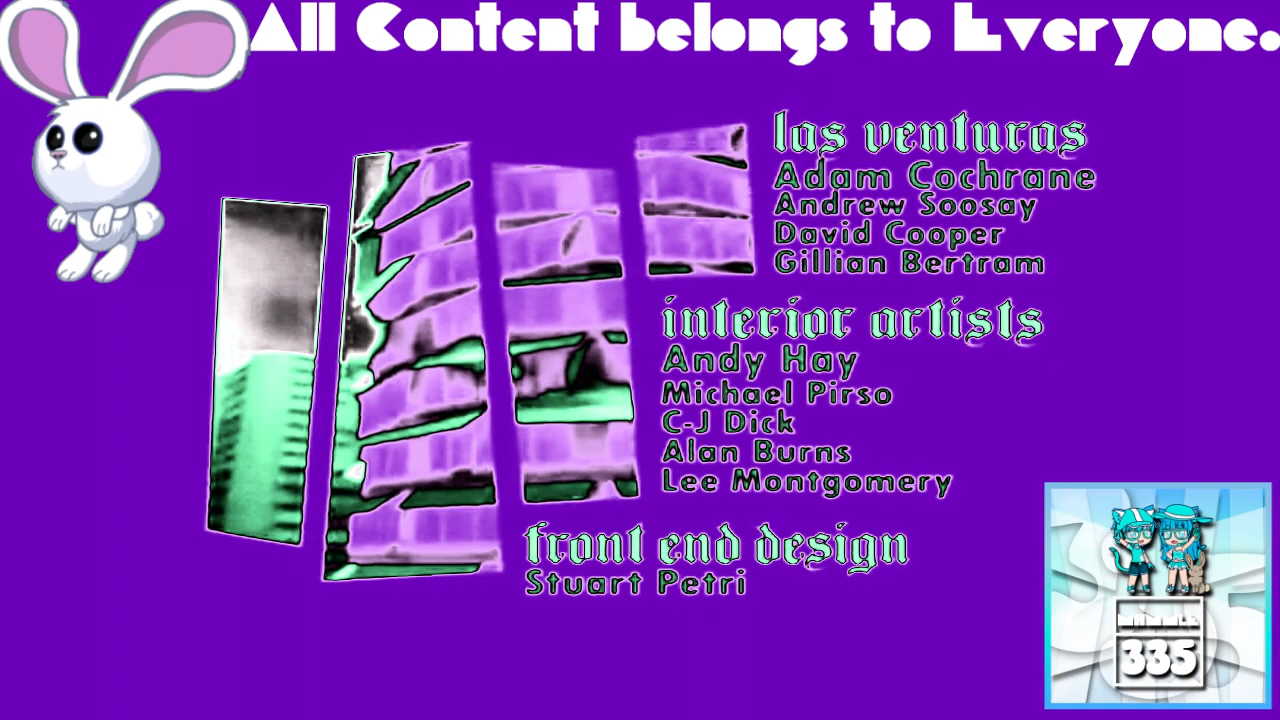 All Content belongs to Everyone.
las venturas
Adam Cochrane
Andrew Soosay
David Cooper
Gillian Bertram
interior artists
Andy Hay
Michael Pirso
C-J Dick
Alan Burns
Lee Montgomery
front end design
Stuart Petri
335